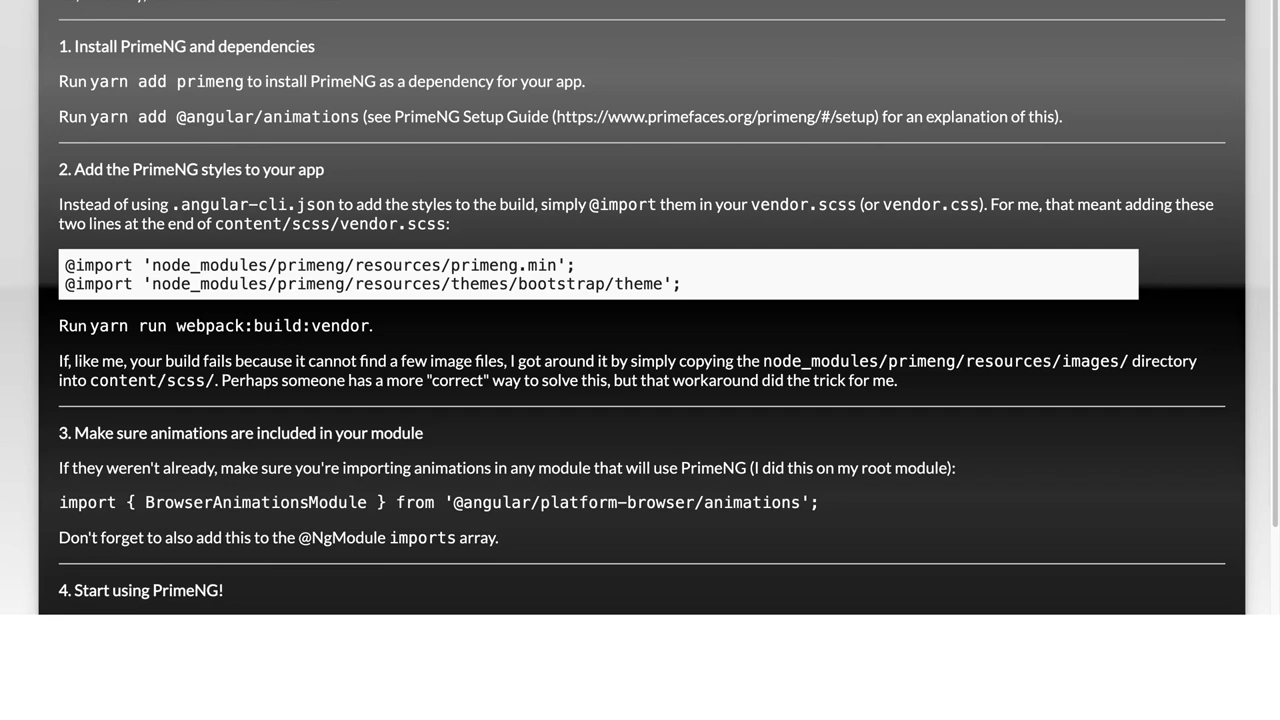 1. Install PrimeNG and dependencies
Run yarn add primeng to install PrimeNG as a dependency for your app.
Run yarn add @angular/animations (see PrimeNG Setup Guide (https://www.primefaces.org/primeng/#/setup) for an explanation of this).
2. Add the PrimeNG styles to your app
Instead of using .angular-cli.json to add the styles to the build, simply @import them in your vendor.scss (or vendor.css). For me, that meant adding these
two lines at the end of content/scss/vendor.scss:
@import 'node_modules/primeng/resources/primeng.min';
@import 'node_modules/primeng/resources/themes/bootstrap/theme';
Run yarn run webpack:build:vendor.
If, like me, your build fails because it cannot find a few image files, I got around it by simply copying the node_modules/primeng/resources/images/ directory
into content/scss/. Perhaps someone has a more "correct" way to solve this, but that workaround did the trick for me.
3. Make sure animations are included in your module
If they weren't already, make sure you're importing animations in any module that will use PrimeNG (I did this on my root module):
import { BrowserAnimationsModule } from '@angular/platform-browser/animations';
Don't forget to also add this to the @NgModule imports array.
4. Start using PrimeNG!